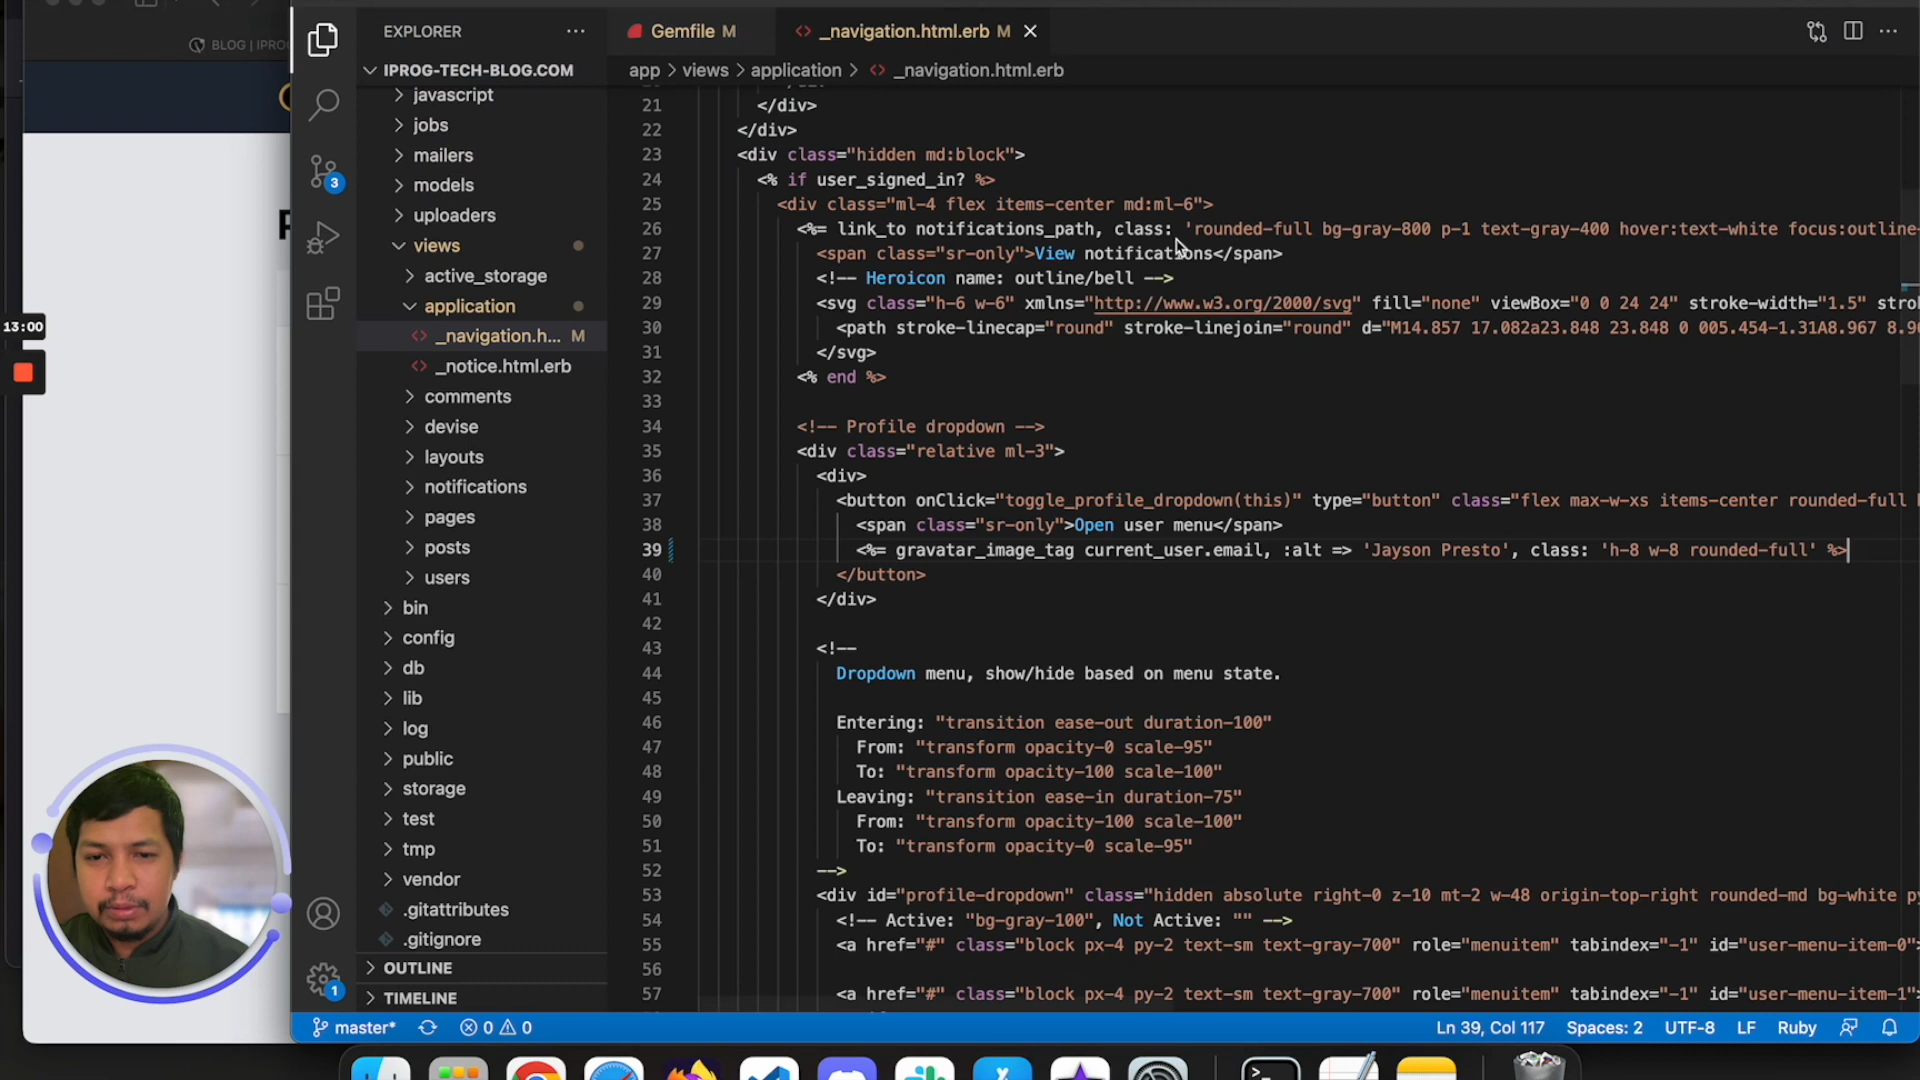 BLOG | IPROG
13:00
EXPLORER
IPROG-TECH-BLOG.COM
javascript
jobs
mailers
models
uploaders
views
active_storage
application
_navigation.h... M
_notice.html.erb
comments
devise
layouts
notifications
pages
posts
users
bin
config
db
lib
log
public
storage
test
tmp
vendor
.gitattributes
.gitignore
OUTLINE
TIMELINE
3
1
Gemfile M
<> _navigation.html.erb M
app > views > application > <> _navigation.html.erb
21 </div>
22 </div>
23 <div class="hidden md:block">
24 <% if user_signed_in? %>
25 <div class="ml-4 flex items-center md:ml-6">
26 <%= link_to notifications_path, class: 'rounded-full bg-gray-800 p-1 text-gray-400 hover:text-white focus:outline-
27 <span class="sr-only">View notifications</span>
28 <!-- Heroicon name: outline/bell -->
29 <svg class="h-6 w-6" xmlns="http://www.w3.org/2000/svg" fill="none" viewBox="0 0 24 24" stroke-width="1.5" stro
30 <path stroke-linecap="round" stroke-linejoin="round" d="M14.857 17.082a23.848 23.848 0 005.454-1.31A8.967 8.9
31 </svg>
32 <% end %>
33
34 <!-- Profile dropdown -->
35 <div class="relative ml-3">
36 <div>
37 <button onClick="toggle_profile_dropdown(this)" type="button" class="flex max-w-xs items-center rounded-full
38 <span class="sr-only">Open user menu</span>
39 <%= gravatar_image_tag current_user.email, :alt => 'Jayson Presto', class: 'h-8 w-8 rounded-full' %>
40 </button>
41 </div>
42
43 <!--
44 Dropdown menu, show/hide based on menu state.
45
46 Entering: "transition ease-out duration-100"
47 From: "transform opacity-0 scale-95"
48 To: "transform opacity-100 scale-100"
49 Leaving: "transition ease-in duration-75"
50 From: "transform opacity-100 scale-100"
51 To: "transform opacity-0 scale-95"
52 -->
53 <div id="profile-dropdown" class="hidden absolute right-0 z-10 mt-2 w-48 origin-top-right rounded-md bg-white py
54 <!-- Active: "bg-gray-100", Not Active: "" -->
55 <a href="#" class="block px-4 py-2 text-sm text-gray-700" role="menuitem" tabindex="-1" id="user-menu-item-0">
56
57 <a href="#" class="block px-4 py-2 text-sm text-gray-700" role="menuitem" tabindex="-1" id="user-menu-item-1">
master* 0 0 Ln 39, Col 117 Spaces: 2 UTF-8 LF Ruby